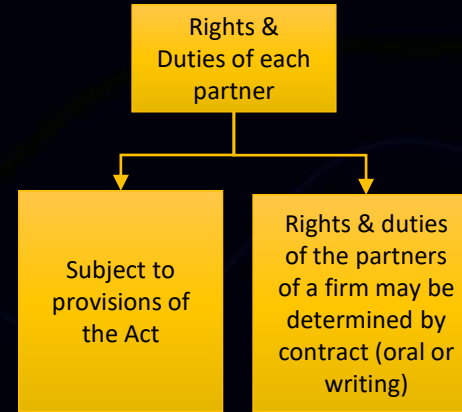 Rights &
Duties of each
partner
Subject to
provisions of
the Act
Rights & duties
of the partners
of a firm may be
determined by
contract (oral or
writing)